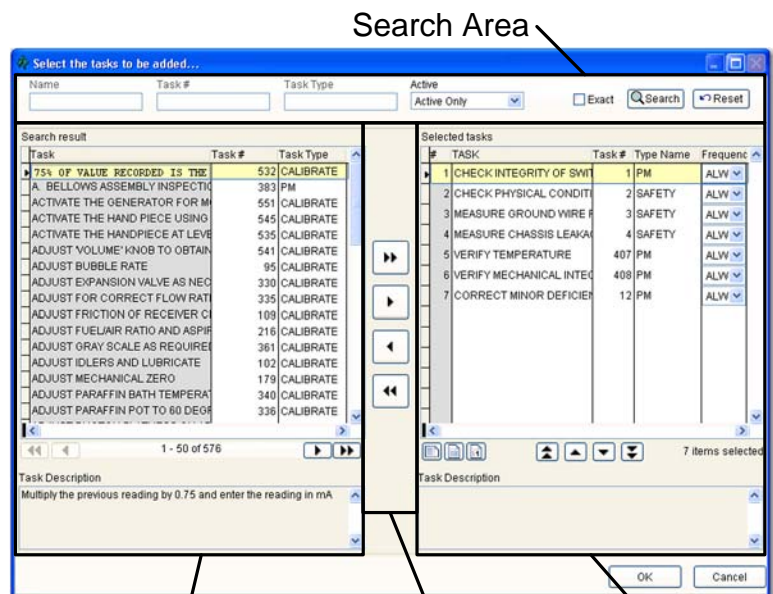 Search Area
Select the tasks to be added...
Name Task # Task Type Active
Active Only Exact Search Reset
Search result Selected tasks
Task Task # Task Type
75% OF VALUE RECORDED IS THE 532 CALIBRATE
A. BELLOWS ASSEMBLY INSPECTIO 383 PM
ACTIVATE THE GENERATOR FOR M 551 CALIBRATE
ACTIVATE THE HAND PIECE USING 545 CALIBRATE
ACTIVATE THE HANDPIECE AT LEVE 535 CALIBRATE
ADJUST 'VOLUME' KNOB TO OBTAIN 541 CALIBRATE
ADJUST BUBBLE RATE 95 CALIBRATE
ADJUST EXPANSION VALVE AS NEC 330 CALIBRATE
ADJUST FOR CORRECT FLOW RATI 335 CALIBRATE
ADJUST FRICTION OF RECEIVER C 109 CALIBRATE
ADJUST FUEL/AIR RATIO AND ASPIF 216 CALIBRATE
ADJUST GRAY SCALE AS REQUIREI 361 CALIBRATE
ADJUST IDLERS AND LUBRICATE 102 CALIBRATE
ADJUST MECHANICAL ZERO 179 CALIBRATE
ADJUST PARAFFIN BATH TEMPERA 340 CALIBRATE
ADJUST PARAFFIN POT TO 60 DEGF 336 CALIBRATE
1 - 50 of 576
Task Description
Multiply the previous reading by 0.75 and enter the reading in mA
# TASK Task # Type Name Frequenc
1 CHECK INTEGRITY OF SWIT 1 PM ALW
2 CHECK PHYSICAL CONDITI 2 SAFETY ALW
3 MEASURE GROUND WIRE F 3 SAFETY ALW
4 MEASURE CHASSIS LEAKA 4 SAFETY ALW
5 VERIFY TEMPERATURE 407 PM ALW
6 VERIFY MECHANICAL INTEC 408 PM ALW
7 CORRECT MINOR DEFICIEN 12 PM ALW
7 items selected
Task Description
OK Cancel